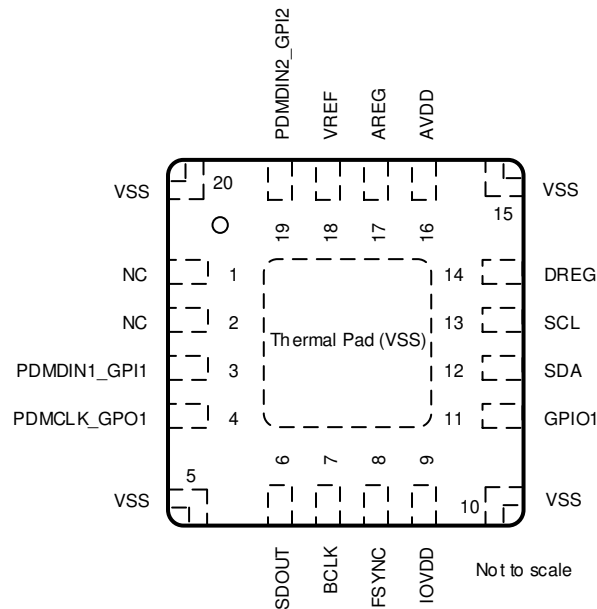 PDMDIN2_GPI2
VREF
AREG
AVDD
VSS
20
15
VSS
19
18
17
16
NC
1
14
DREG
NC
2
13
SCL
Thermal Pad (VSS)
PDMDIN1_GPI1
3
12
SDA
PDMCLK_GPO1
4
11
GPIO1
6
7
8
9
5
VSS
10
VSS
SDOUT
BCLK
FSYNC
IOVDD
Not to scale